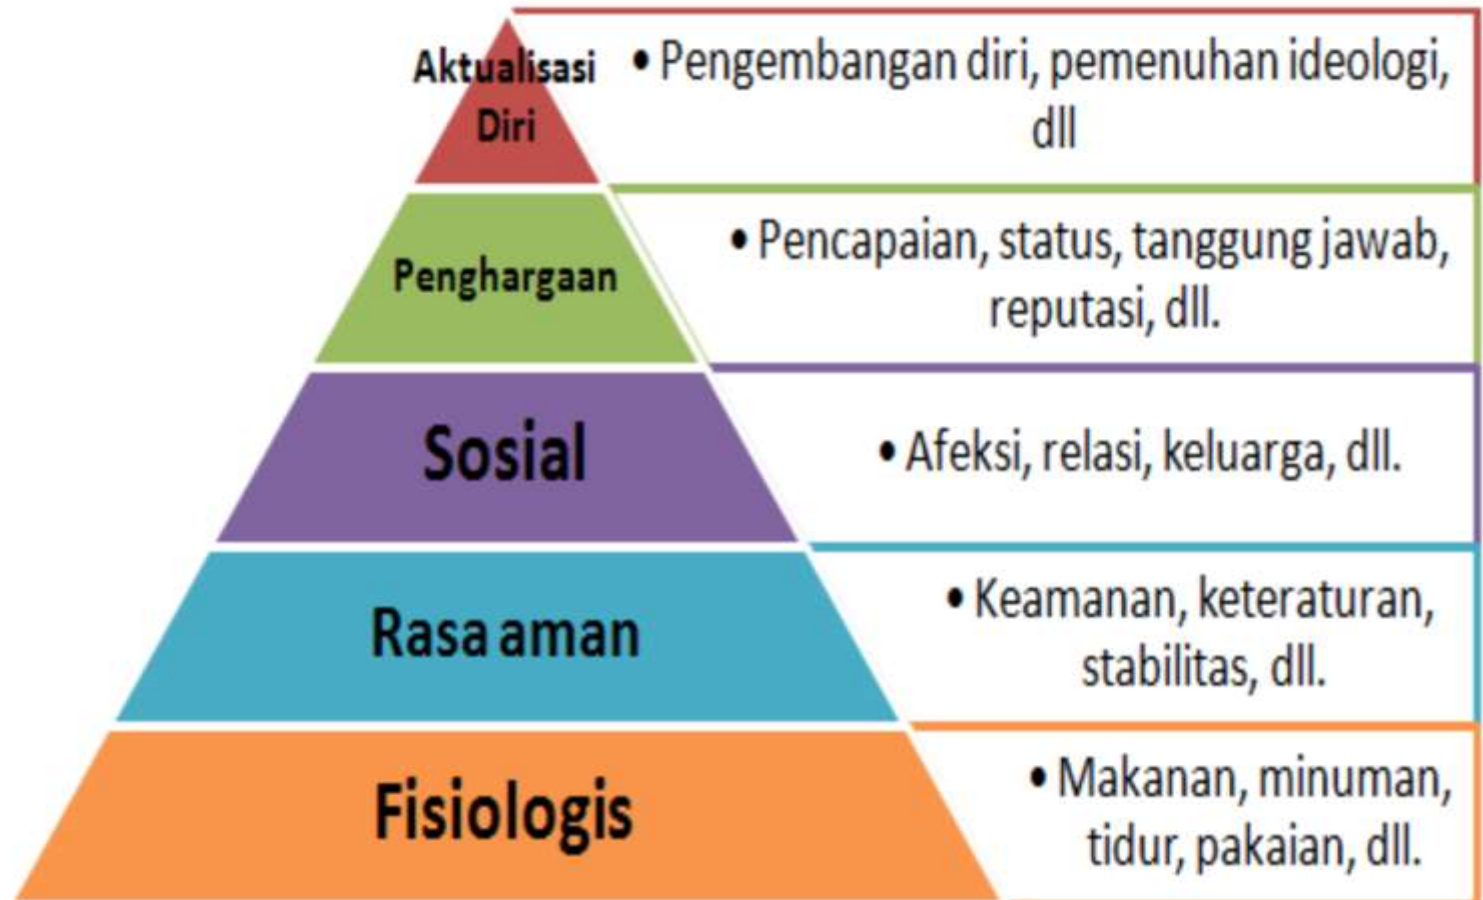 Aktualisasi
Diri
• Pengembangan diri, pemenuhan ideologi,
dll
Penghargaan
• Pencapaian, status, tanggung jawab,
reputasi, dll.
Sosial
• Afeksi, relasi, keluarga, dll.
Rasa aman
• Keamanan, keteraturan,
stabilitas, dll.
Fisiologis
• Makanan, minuman,
tidur, pakaian, dll.